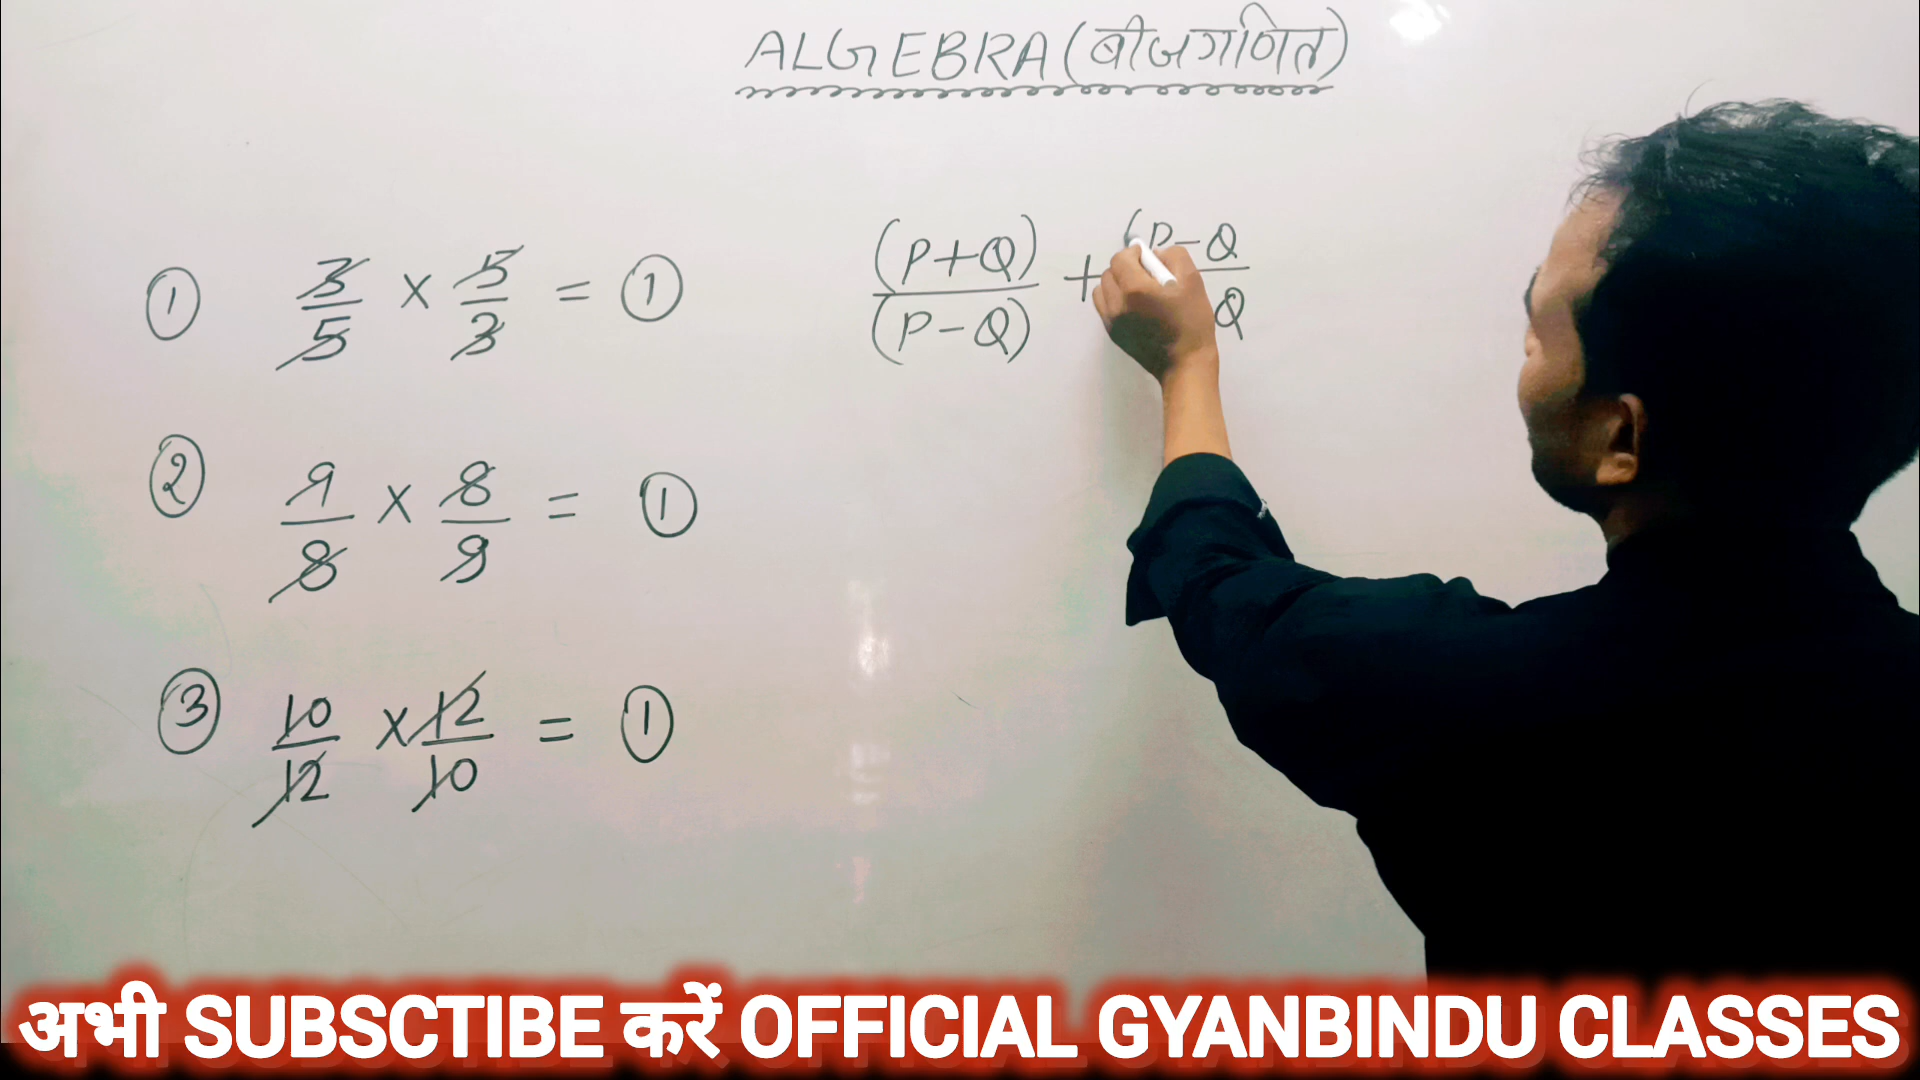 ALGEBRA (बीजगणित)
① 3/5 × 5/3 = ①
(P+Q)/(P-Q) + (P-Q / Q
② 9/8 × 8/9 = ①
③ 10/12 × 12/10 = ①
अभी SUBSCTIBE करें OFFICIAL GYANBINDU CLASSES